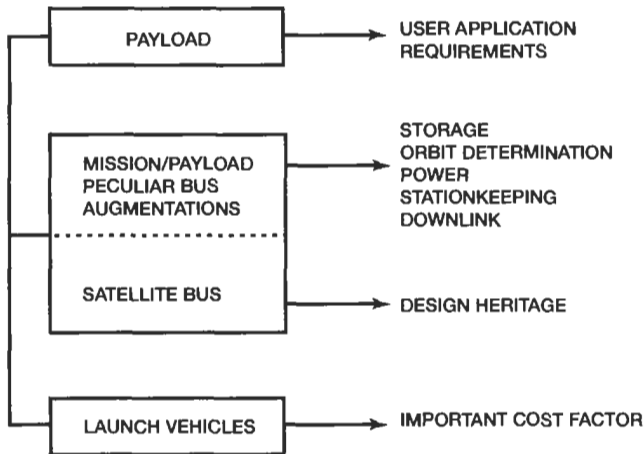 PAYLOAD
USER APPLICATION
REQUIREMENTS
MISSION/PAYLOAD
PECULIAR BUS
AUGMENTATIONS
STORAGE
ORBIT DETERMINATION
POWER
STATIONKEEPING
DOWNLINK
SATELLITE BUS
DESIGN HERITAGE
LAUNCH VEHICLES
IMPORTANT COST FACTOR